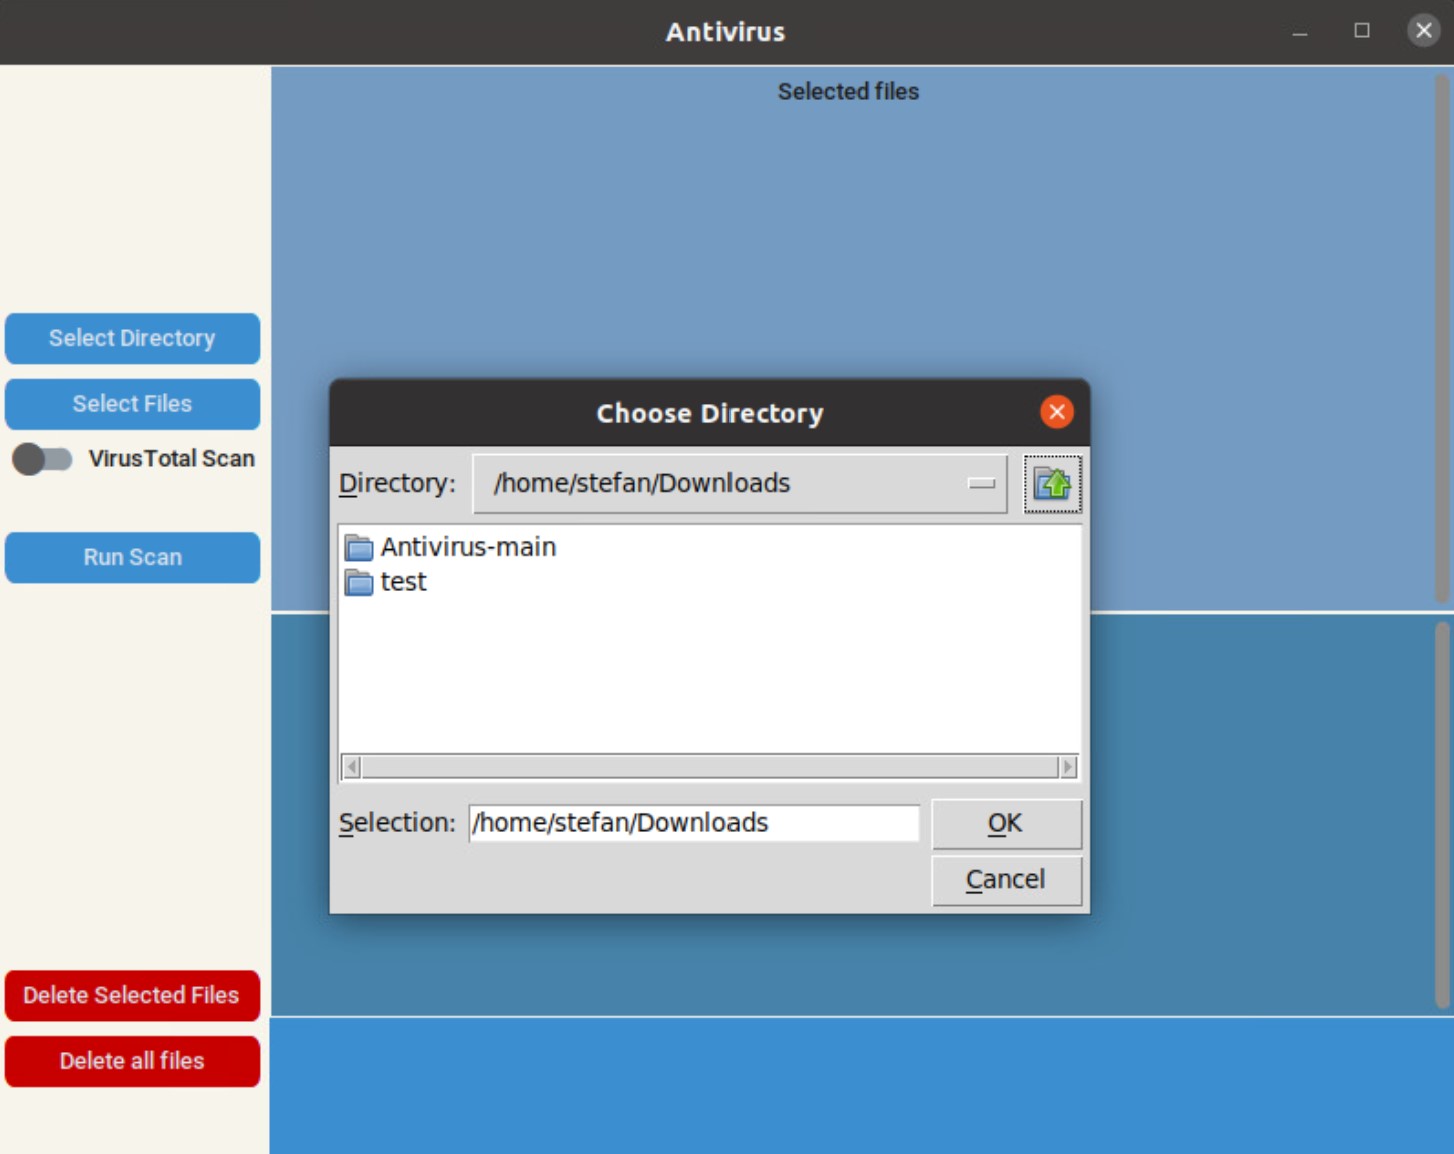 Antivirus
Selected files
Select Directory
Select Files
VirusTotal Scan
Run Scan
Choose Directory
Directory: /home/stefan/Downloads
Antivirus-main
test
Selection: /home/stefan/Downloads
OK
Cancel
Delete Selected Files
Delete all files